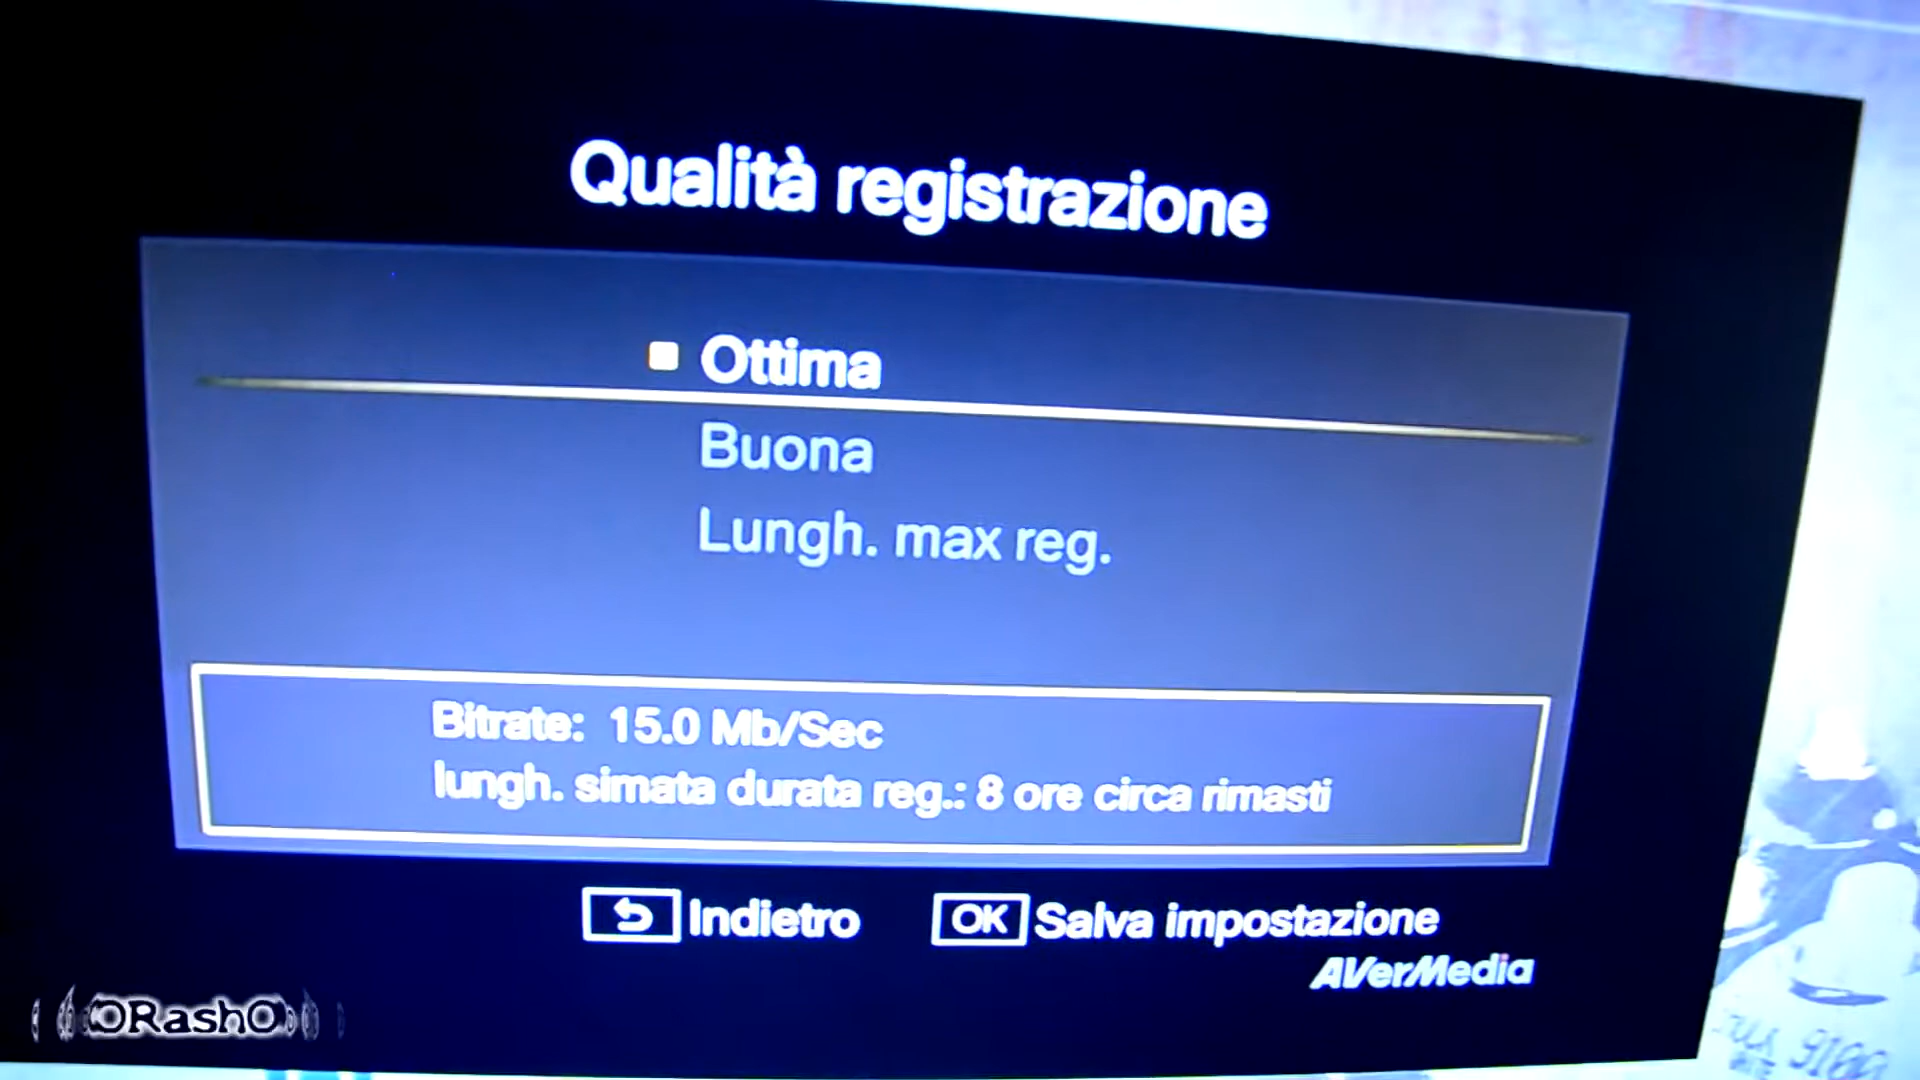 Qualità registrazione
Ottima
Buona
Lungh. max reg.
Bitrate: 15.0 Mb/Sec
lungh. simata durata reg.: 8 ore circa rimasti
Indietro
OK Salva impostazione
AVerMedia
ORashO
9180